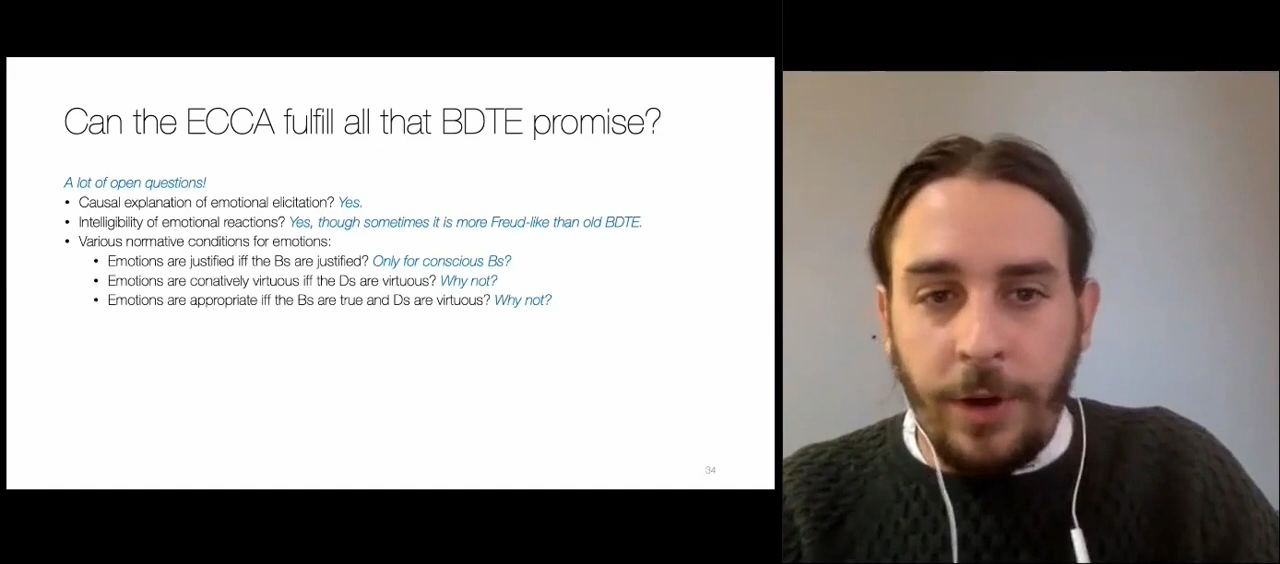 Can the ECCA fulfill all that BDTE promise?
A lot of open questions!
• Causal explanation of emotional elicitation? Yes.
• Intelligibility of emotional reactions? Yes, though sometimes it is more Freud-like than old BDTE.
• Various normative conditions for emotions:
• Emotions are justified iff the Bs are justified? Only for conscious Bs?
• Emotions are conatively virtuous iff the Ds are virtuous? Why not?
• Emotions are appropriate iff the Bs are true and Ds are virtuous? Why not?
34